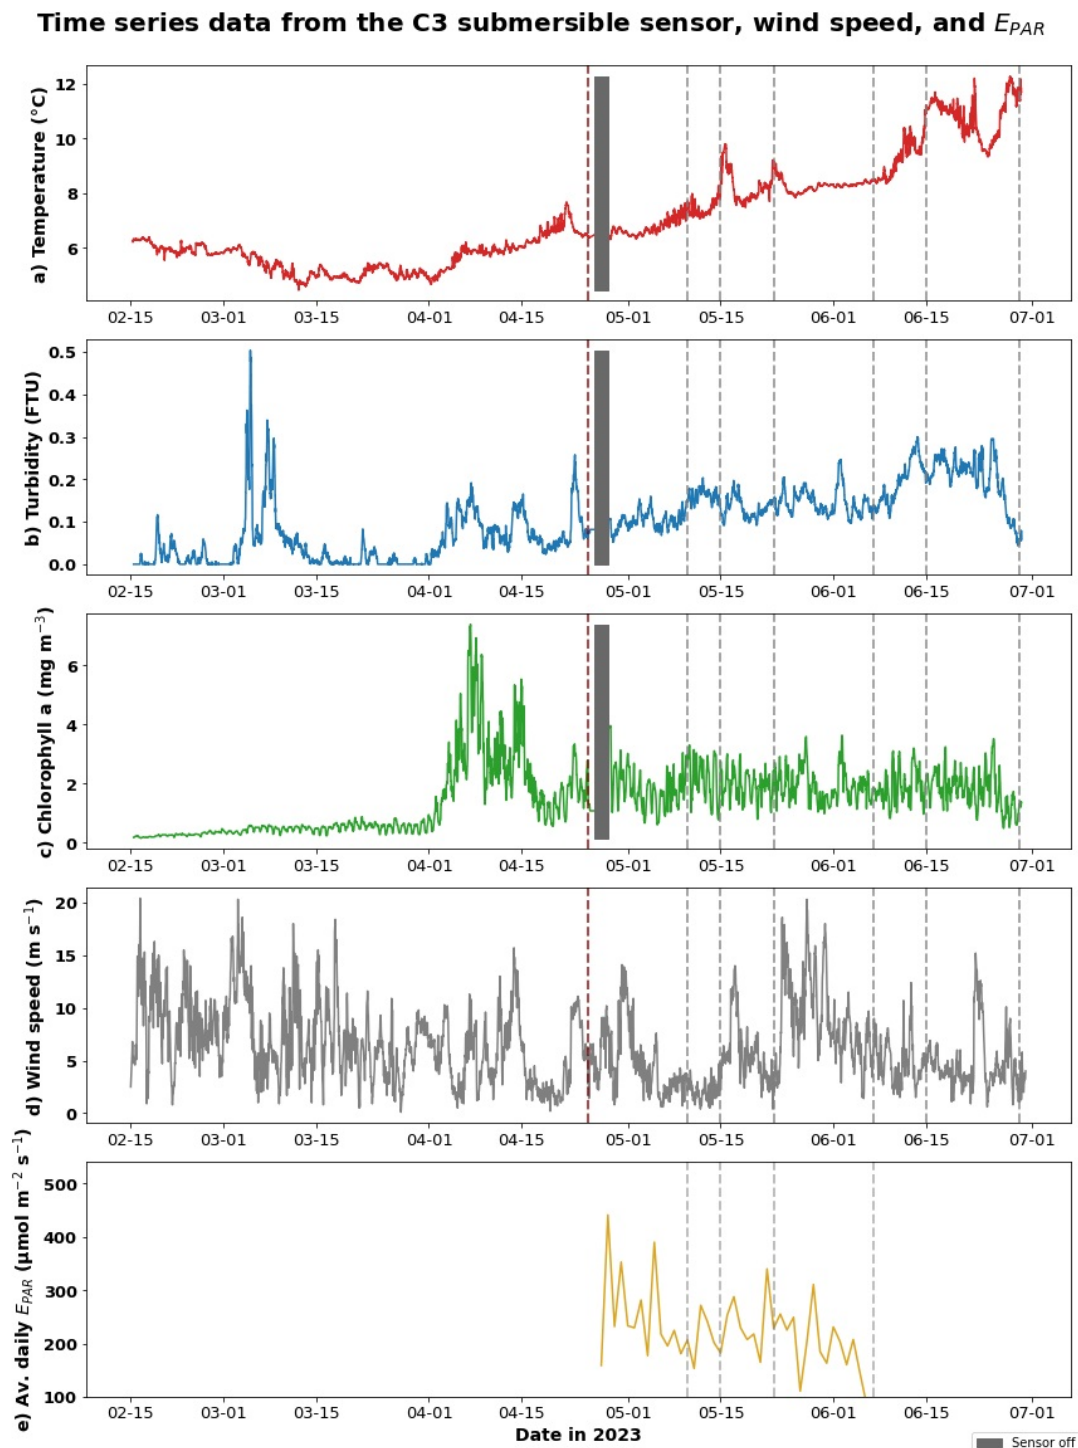 Time series data from the C3 submersible sensor, wind speed, and E_PAR
a) Temperature (°C)
12
10
8
6
02-15 03-01 03-15 04-01 04-15 05-01 05-15 06-01 06-15 07-01
b) Turbidity (FTU)
0.5
0.4
0.3
0.2
0.1
0.0
02-15 03-01 03-15 04-01 04-15 05-01 05-15 06-01 06-15 07-01
c) Chlorophyll a (mg m⁻³)
6
4
2
0
02-15 03-01 03-15 04-01 04-15 05-01 05-15 06-01 06-15 07-01
d) Wind speed (m s⁻¹)
20
15
10
5
0
02-15 03-01 03-15 04-01 04-15 05-01 05-15 06-01 06-15 07-01
e) Av. daily E_PAR (μmol m⁻² s⁻¹)
500
400
300
200
100
02-15 03-01 03-15 04-01 04-15 05-01 05-15 06-01 06-15 07-01
Date in 2023
Sensor off